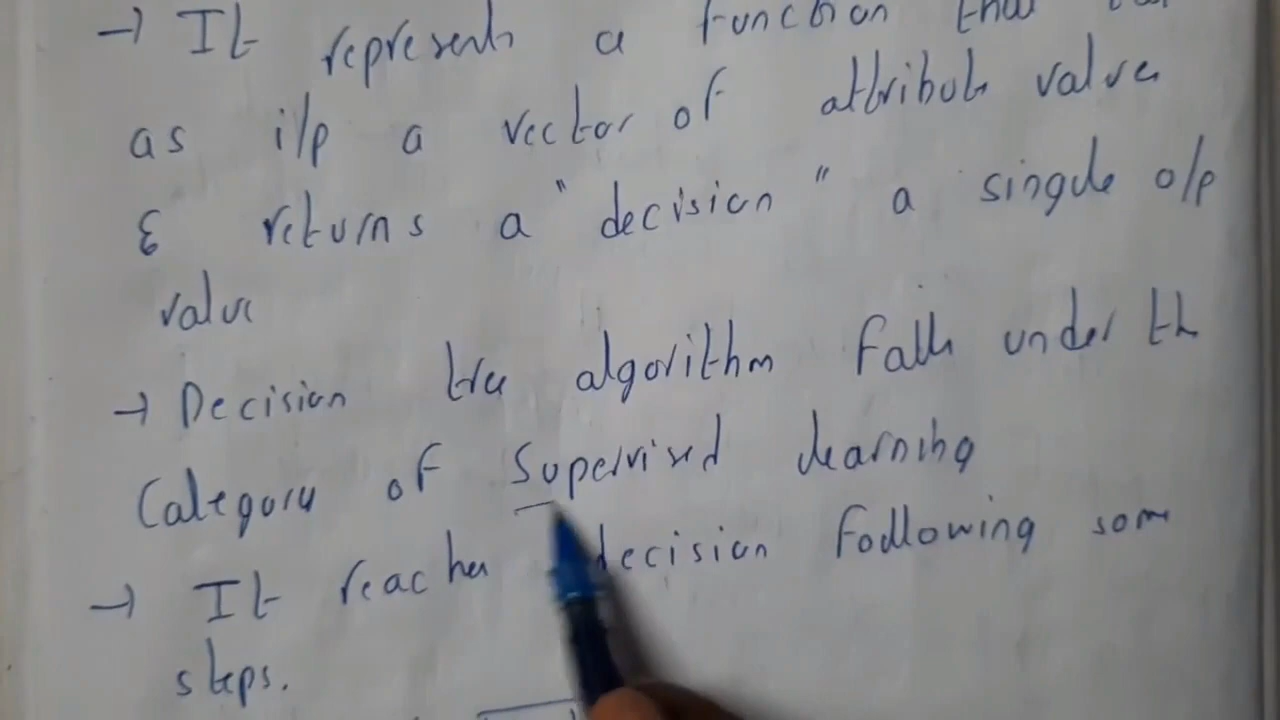 → It represents a function that
as i/p a vector of attribute value
& returns a "decision" a single o/p
value
→ Decision tree algorithm falls under the
Category of Supervised learning
→ It reaches decision following some
steps.